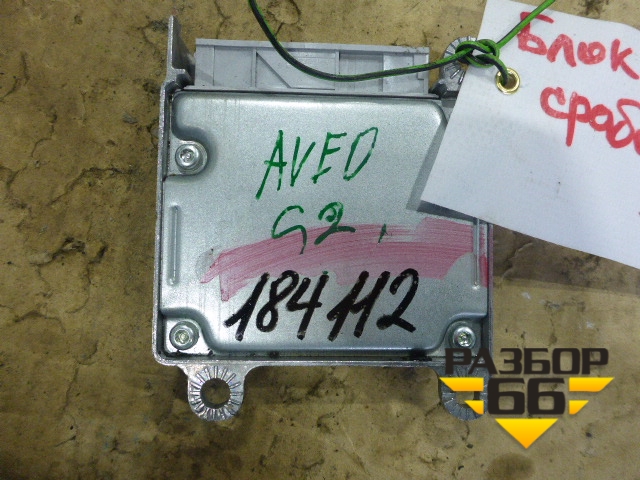 Блок
сраб
AVEO
G2,
184112
РАЗБОР
66